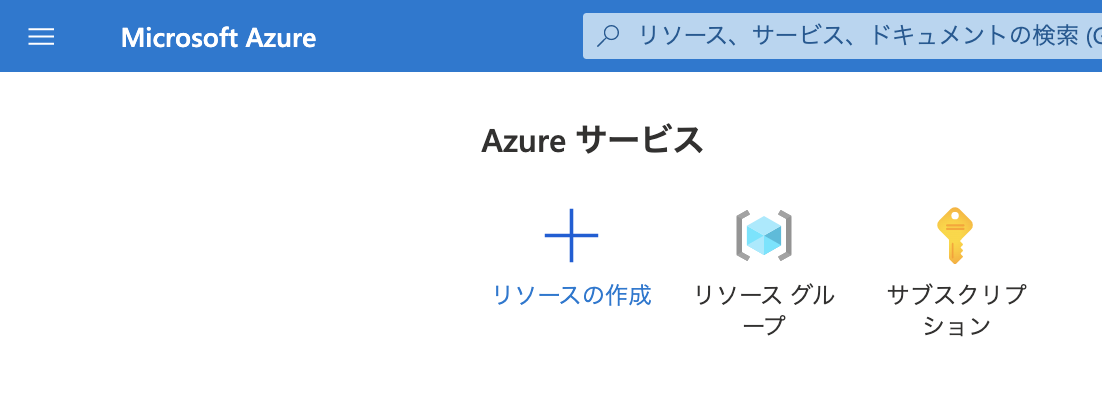 Microsoft Azure
リソース、サービス、ドキュメントの検索 (G
Azure サービス
リソースの作成
リソース グル
ープ
サブスクリプ
ション